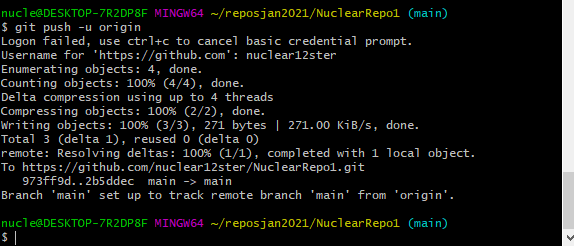 nucle@DESKTOP-7R2DP8F MINGW64 ~/reposjan2021/NuclearRepo1 (main)
$ git push -u origin
Logon failed, use ctrl+c to cancel basic credential prompt.
Username for 'https://github.com': nuclear12ster
Enumerating objects: 4, done.
Counting objects: 100% (4/4), done.
Delta compression using up to 4 threads
Compressing objects: 100% (2/2), done.
Writing objects: 100% (3/3), 271 bytes | 271.00 KiB/s, done.
Total 3 (delta 1), reused 0 (delta 0)
remote: Resolving deltas: 100% (1/1), completed with 1 local object.
To https://github.com/nuclear12ster/NuclearRepo1.git
   973ff9d..2b5ddec  main -> main
Branch 'main' set up to track remote branch 'main' from 'origin'.
nucle@DESKTOP-7R2DP8F MINGW64 ~/reposjan2021/NuclearRepo1 (main)
$